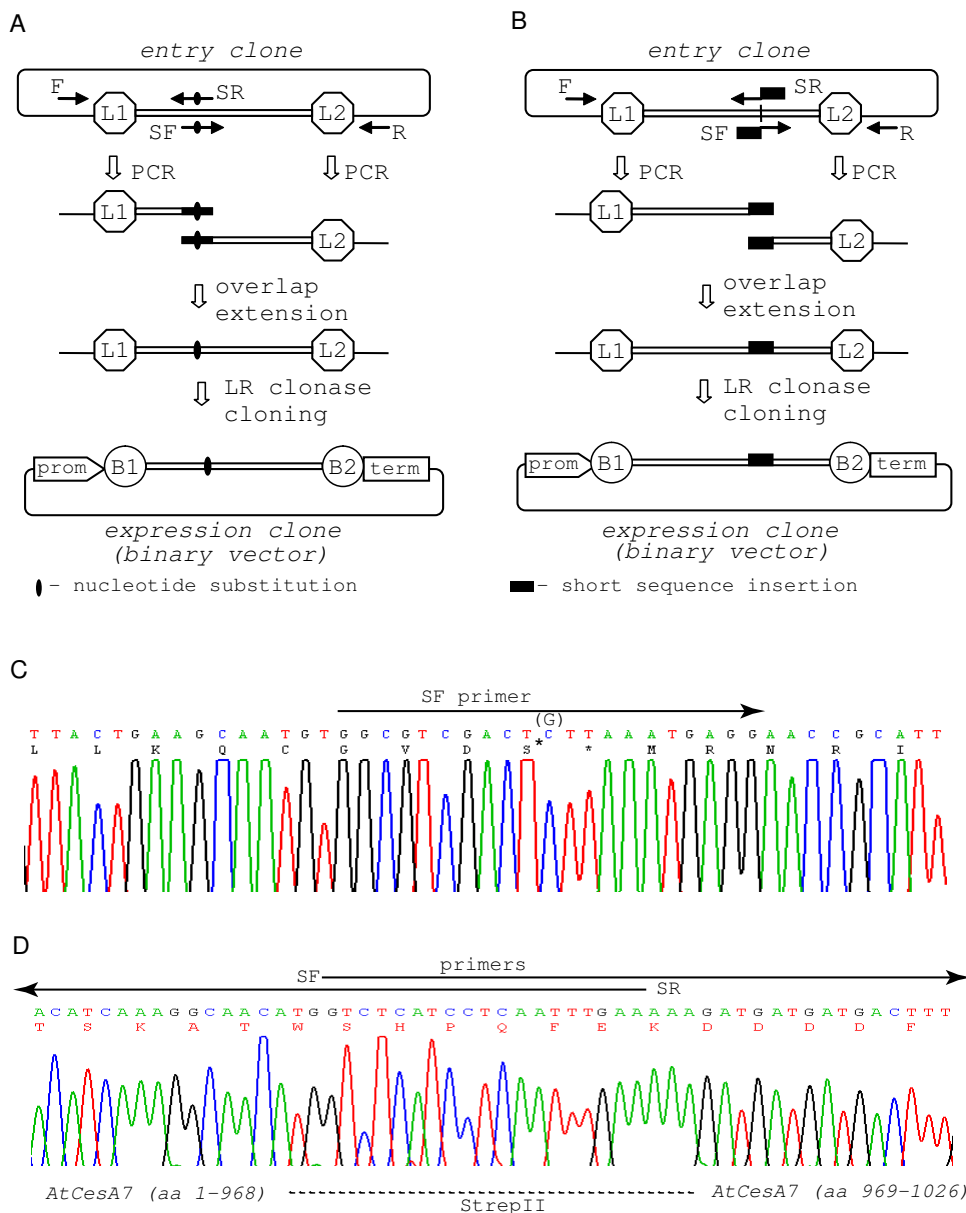 A
entry clone
F
SR
L1
L2
SF
R
PCR
PCR
L1
L2
overlap
extension
L1
L2
LR clonase
cloning
prom
B1
B2
term
expression clone
(binary vector)
– nucleotide substitution
B
entry clone
F
SR
L1
L2
SF
R
PCR
PCR
L1
L2
overlap
extension
L1
L2
LR clonase
cloning
prom
B1
B2
term
expression clone
(binary vector)
– short sequence insertion
C
SF primer
(G)
T T A C T G A A G C A A T G T G G C G T C G A C T C T T A A A T G A G G A A C C G C A T T
L L K Q C G V D S * * M R N R I
D
primers
SF
SR
ACATCAAAGGCAACATGGTCTCATCCTCAATTTGAAAAAGATGATGATGACTTT
T S K A T W S H P Q F E K D D D D F
AtCesA7 (aa 1–968)
StrepII
AtCesA7 (aa 969–1026)